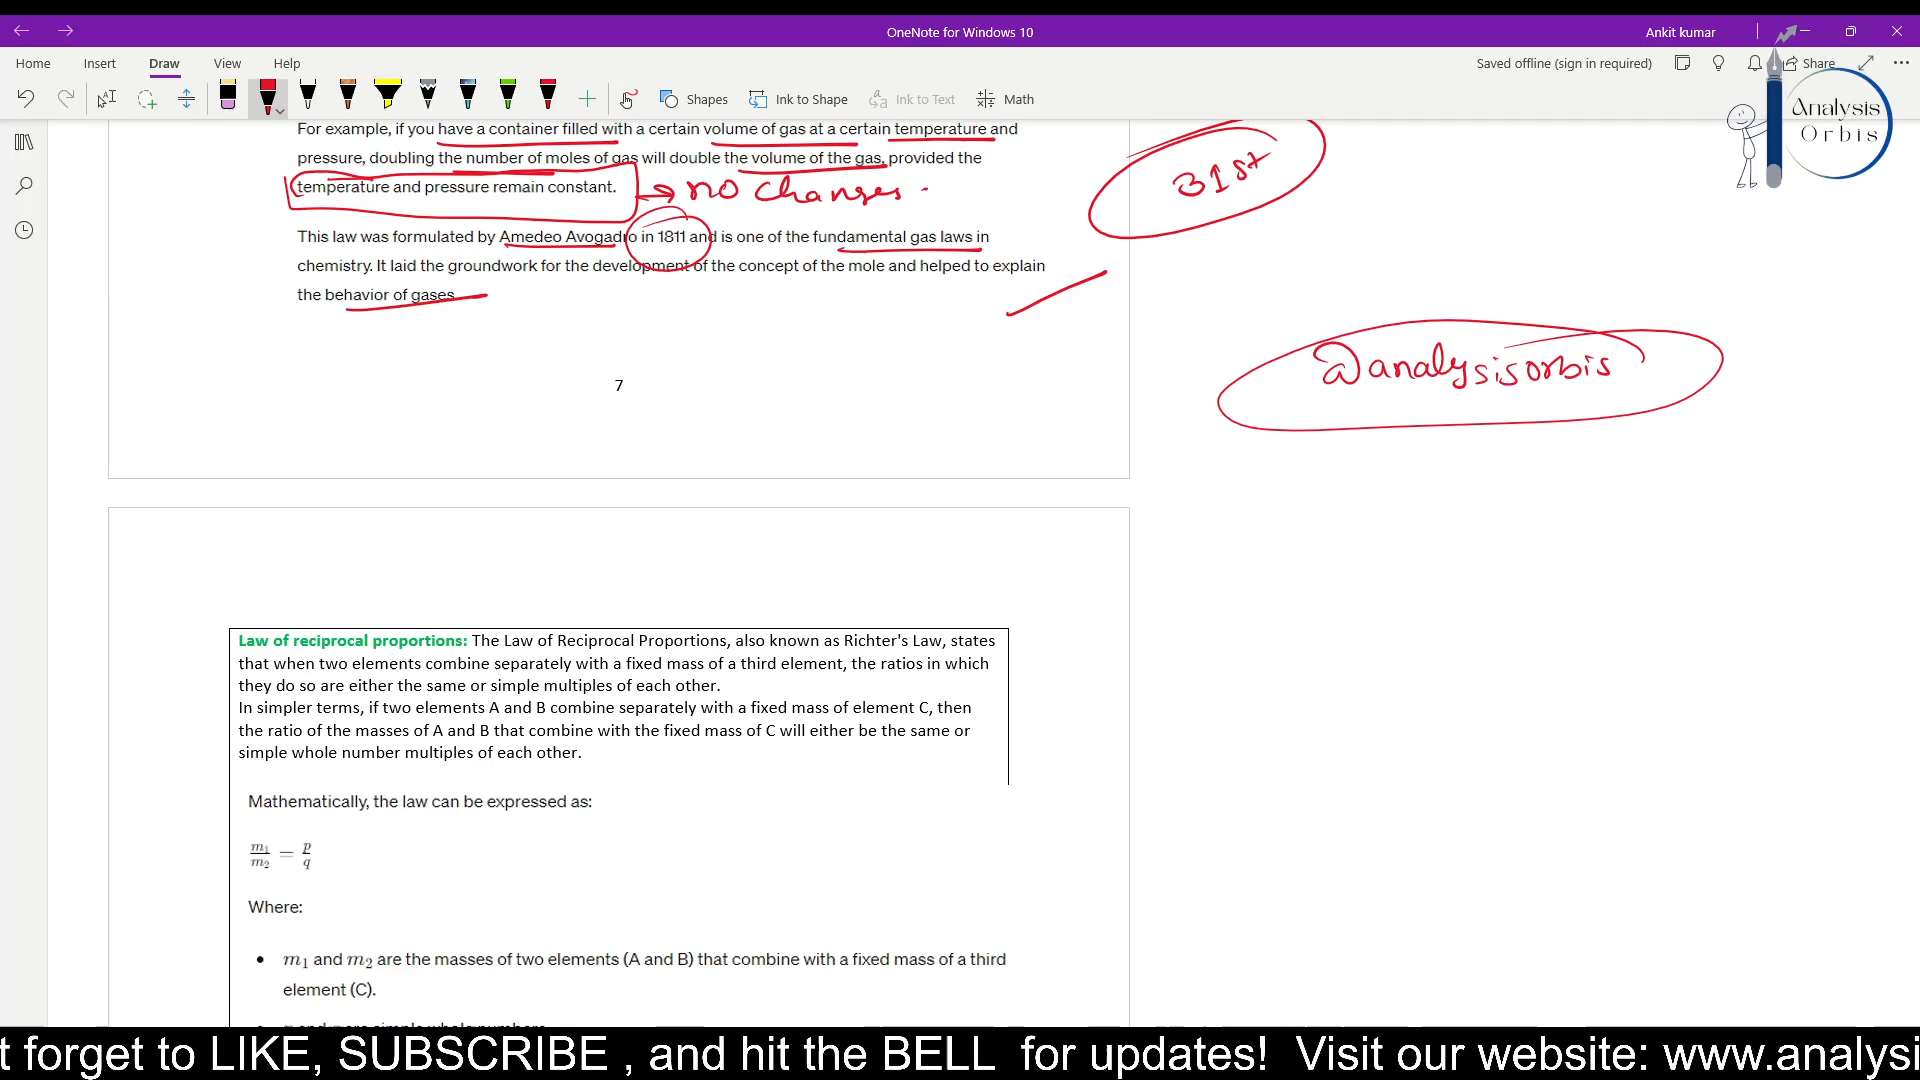 OneNote for Windows 10
Ankit kumar
Home Insert Draw View Help
Saved offline (sign in required)
Share
Shapes
Ink to Shape
Ink to Text
Math
Analysis
Orbis
For example, if you have a container filled with a certain volume of gas at a certain temperature and
pressure, doubling the number of moles of gas will double the volume of the gas, provided the
temperature and pressure remain constant.
→ no changes .
31st
This law was formulated by Amedeo Avogadro in 1811 and is one of the fundamental gas laws in
chemistry. It laid the groundwork for the development of the concept of the mole and helped to explain
the behavior of gases
@analysisorbis
7
Law of reciprocal proportions: The Law of Reciprocal Proportions, also known as Richter's Law, states
that when two elements combine separately with a fixed mass of a third element, the ratios in which
they do so are either the same or simple multiples of each other.
In simpler terms, if two elements A and B combine separately with a fixed mass of element C, then
the ratio of the masses of A and B that combine with the fixed mass of C will either be the same or
simple whole number multiples of each other.
Mathematically, the law can be expressed as:
m₁/m₂ = p/q
Where:
• m₁ and m₂ are the masses of two elements (A and B) that combine with a fixed mass of a third
element (C).
t forget to LIKE, SUBSCRIBE , and hit the BELL for updates! Visit our website: www.analysi